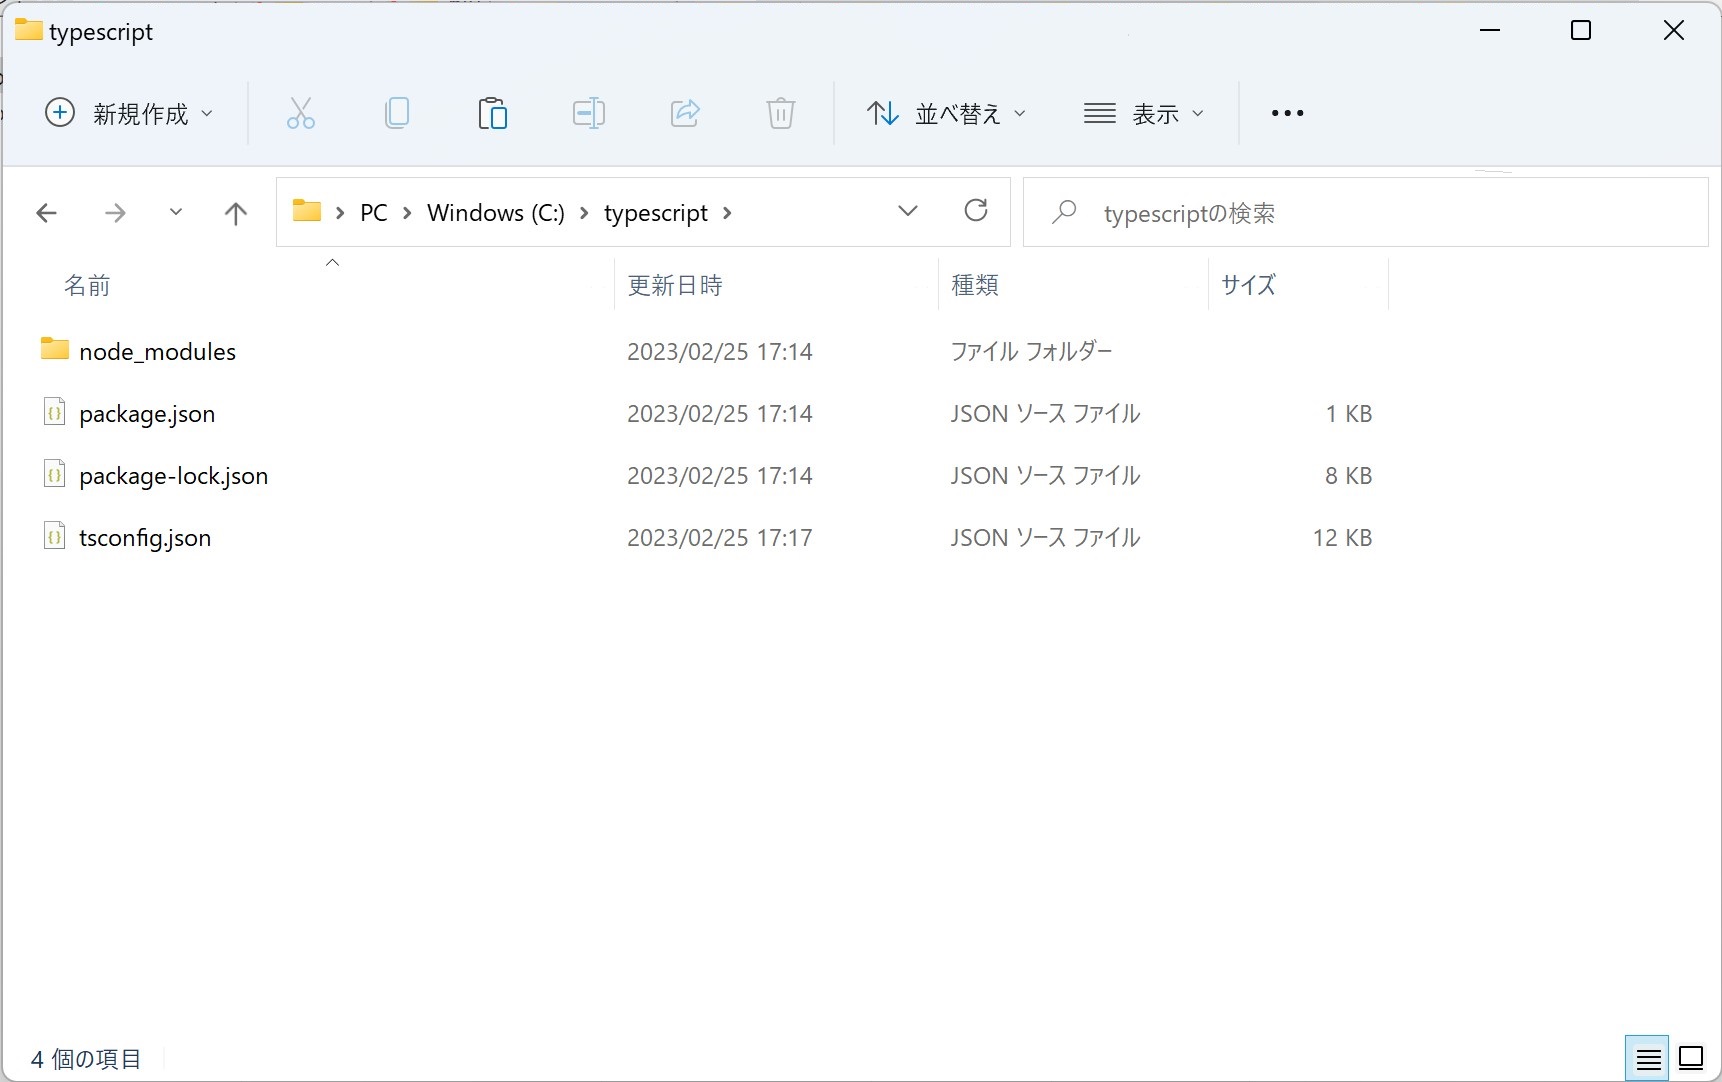 typescript
新規作成 並べ替え 表示
PC Windows (C:) typescript typescriptの検索
名前 更新日時 種類 サイズ
node_modules 2023/02/25 17:14 ファイル フォルダー
package.json 2023/02/25 17:14 JSON ソース ファイル 1 KB
package-lock.json 2023/02/25 17:14 JSON ソース ファイル 8 KB
tsconfig.json 2023/02/25 17:17 JSON ソース ファイル 12 KB
4 個の項目